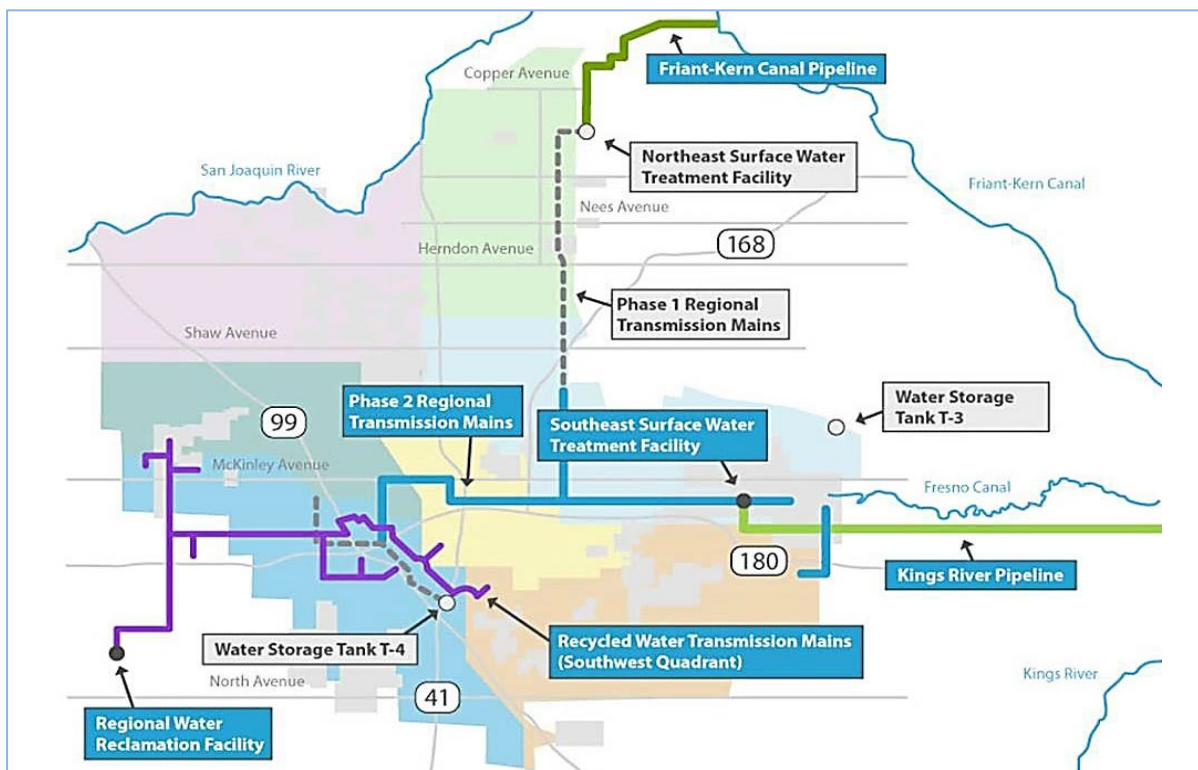 Copper Avenue
Friant-Kern Canal Pipeline
San Joaquin River
Northeast Surface Water
Treatment Facility
Friant-Kern Canal
Nees Avenue
Herndon Avenue
168
Phase 1 Regional
Transmission Mains
Shaw Avenue
99
Phase 2 Regional
Transmission Mains
Southeast Surface Water
Treatment Facility
Water Storage
Tank T-3
McKinley Avenue
Fresno Canal
180
Kings River Pipeline
Water Storage Tank T-4
Recycled Water Transmission Mains
(Southwest Quadrant)
North Avenue
41
Kings River
Regional Water
Reclamation Facility